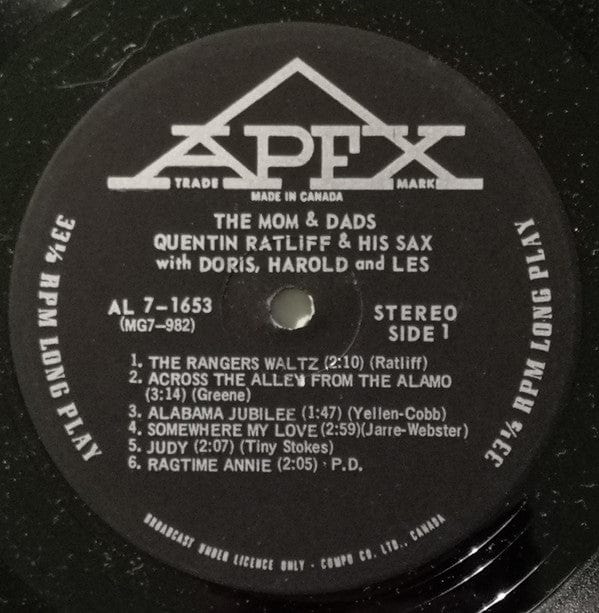 APEX
TRADE MARK
MADE IN CANADA
THE MOM & DADS
QUENTIN RATLIFF & HIS SAX
with DORIS, HAROLD and LES
AL 7-1653
(MG7-982)
STEREO
SIDE 1
1. THE RANGERS WALTZ (2:10) (Ratliff)
2. ACROSS THE ALLEY FROM THE ALAMO
(3:14) (Greene)
3. ALABAMA JUBILEE (1:47) (Yellen-Cobb)
4. SOMEWHERE MY LOVE (2:59) (Jarre-Webster)
5. JUDY (2:07) (Tiny Stokes)
6. RAGTIME ANNIE (2:05) · P.D.
33⅓ RPM LONG PLAY
33⅓ RPM LONG PLAY
BROADCAST UNDER LICENCE ONLY - COMPO CO. LTD., CANADA